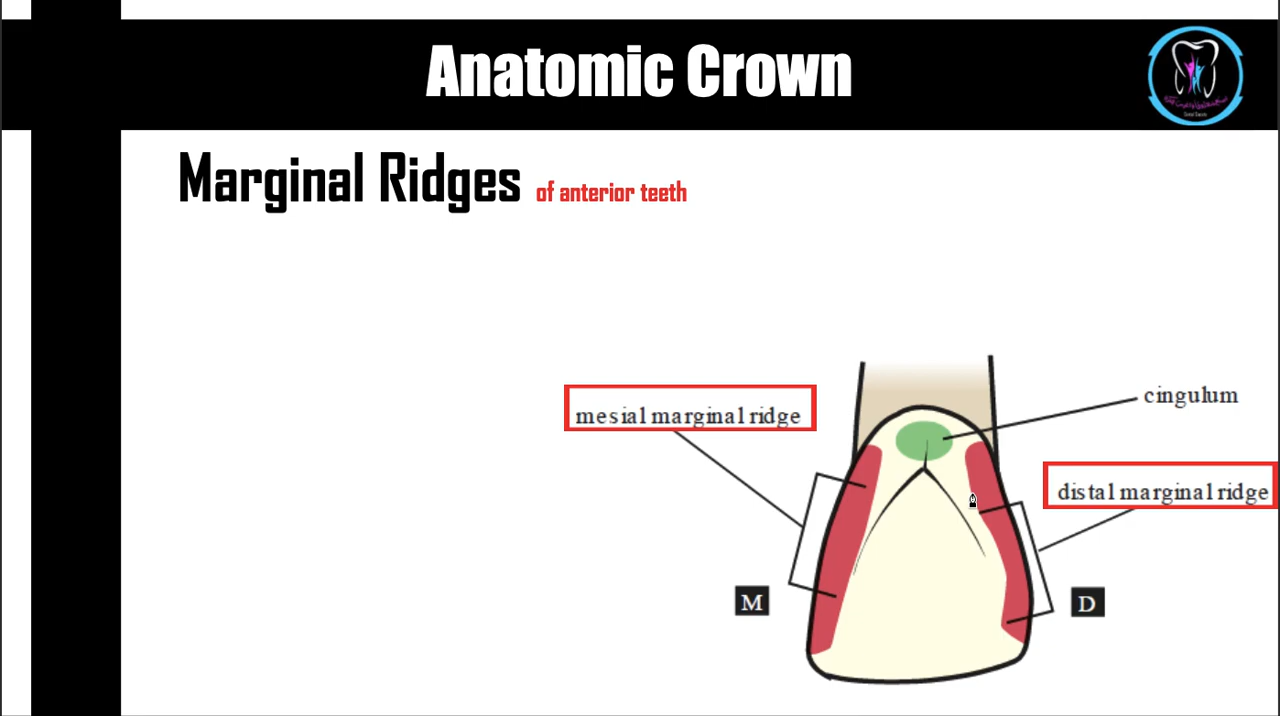 Anatomic Crown
Marginal Ridges of anterior teeth
mesial marginal ridge
cingulum
distal marginal ridge
M
D